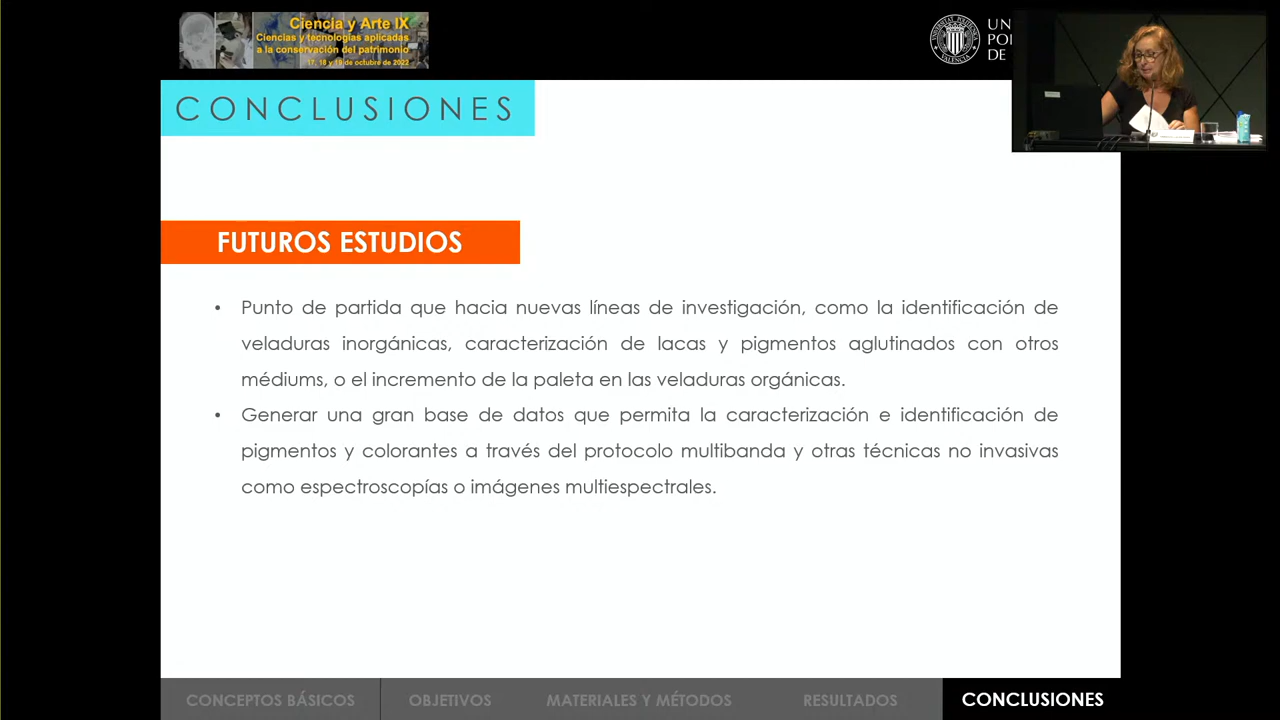 Ciencia y Arte IX
Ciencias y tecnologías aplicadas
a la conservación del patrimonio
17, 18 y 19 de octubre de 2022
UN
POL
DE
CONCLUSIONES
FUTUROS ESTUDIOS
• Punto de partida que hacia nuevas líneas de investigación, como la identificación de
veladuras inorgánicas, caracterización de lacas y pigmentos aglutinados con otros
médiums, o el incremento de la paleta en las veladuras orgánicas.
• Generar una gran base de datos que permita la caracterización e identificación de
pigmentos y colorantes a través del protocolo multibanda y otras técnicas no invasivas
como espectroscopías o imágenes multiespectrales.
CONCEPTOS BÁSICOS
OBJETIVOS
MATERIALES Y MÉTODOS
RESULTADOS
CONCLUSIONES